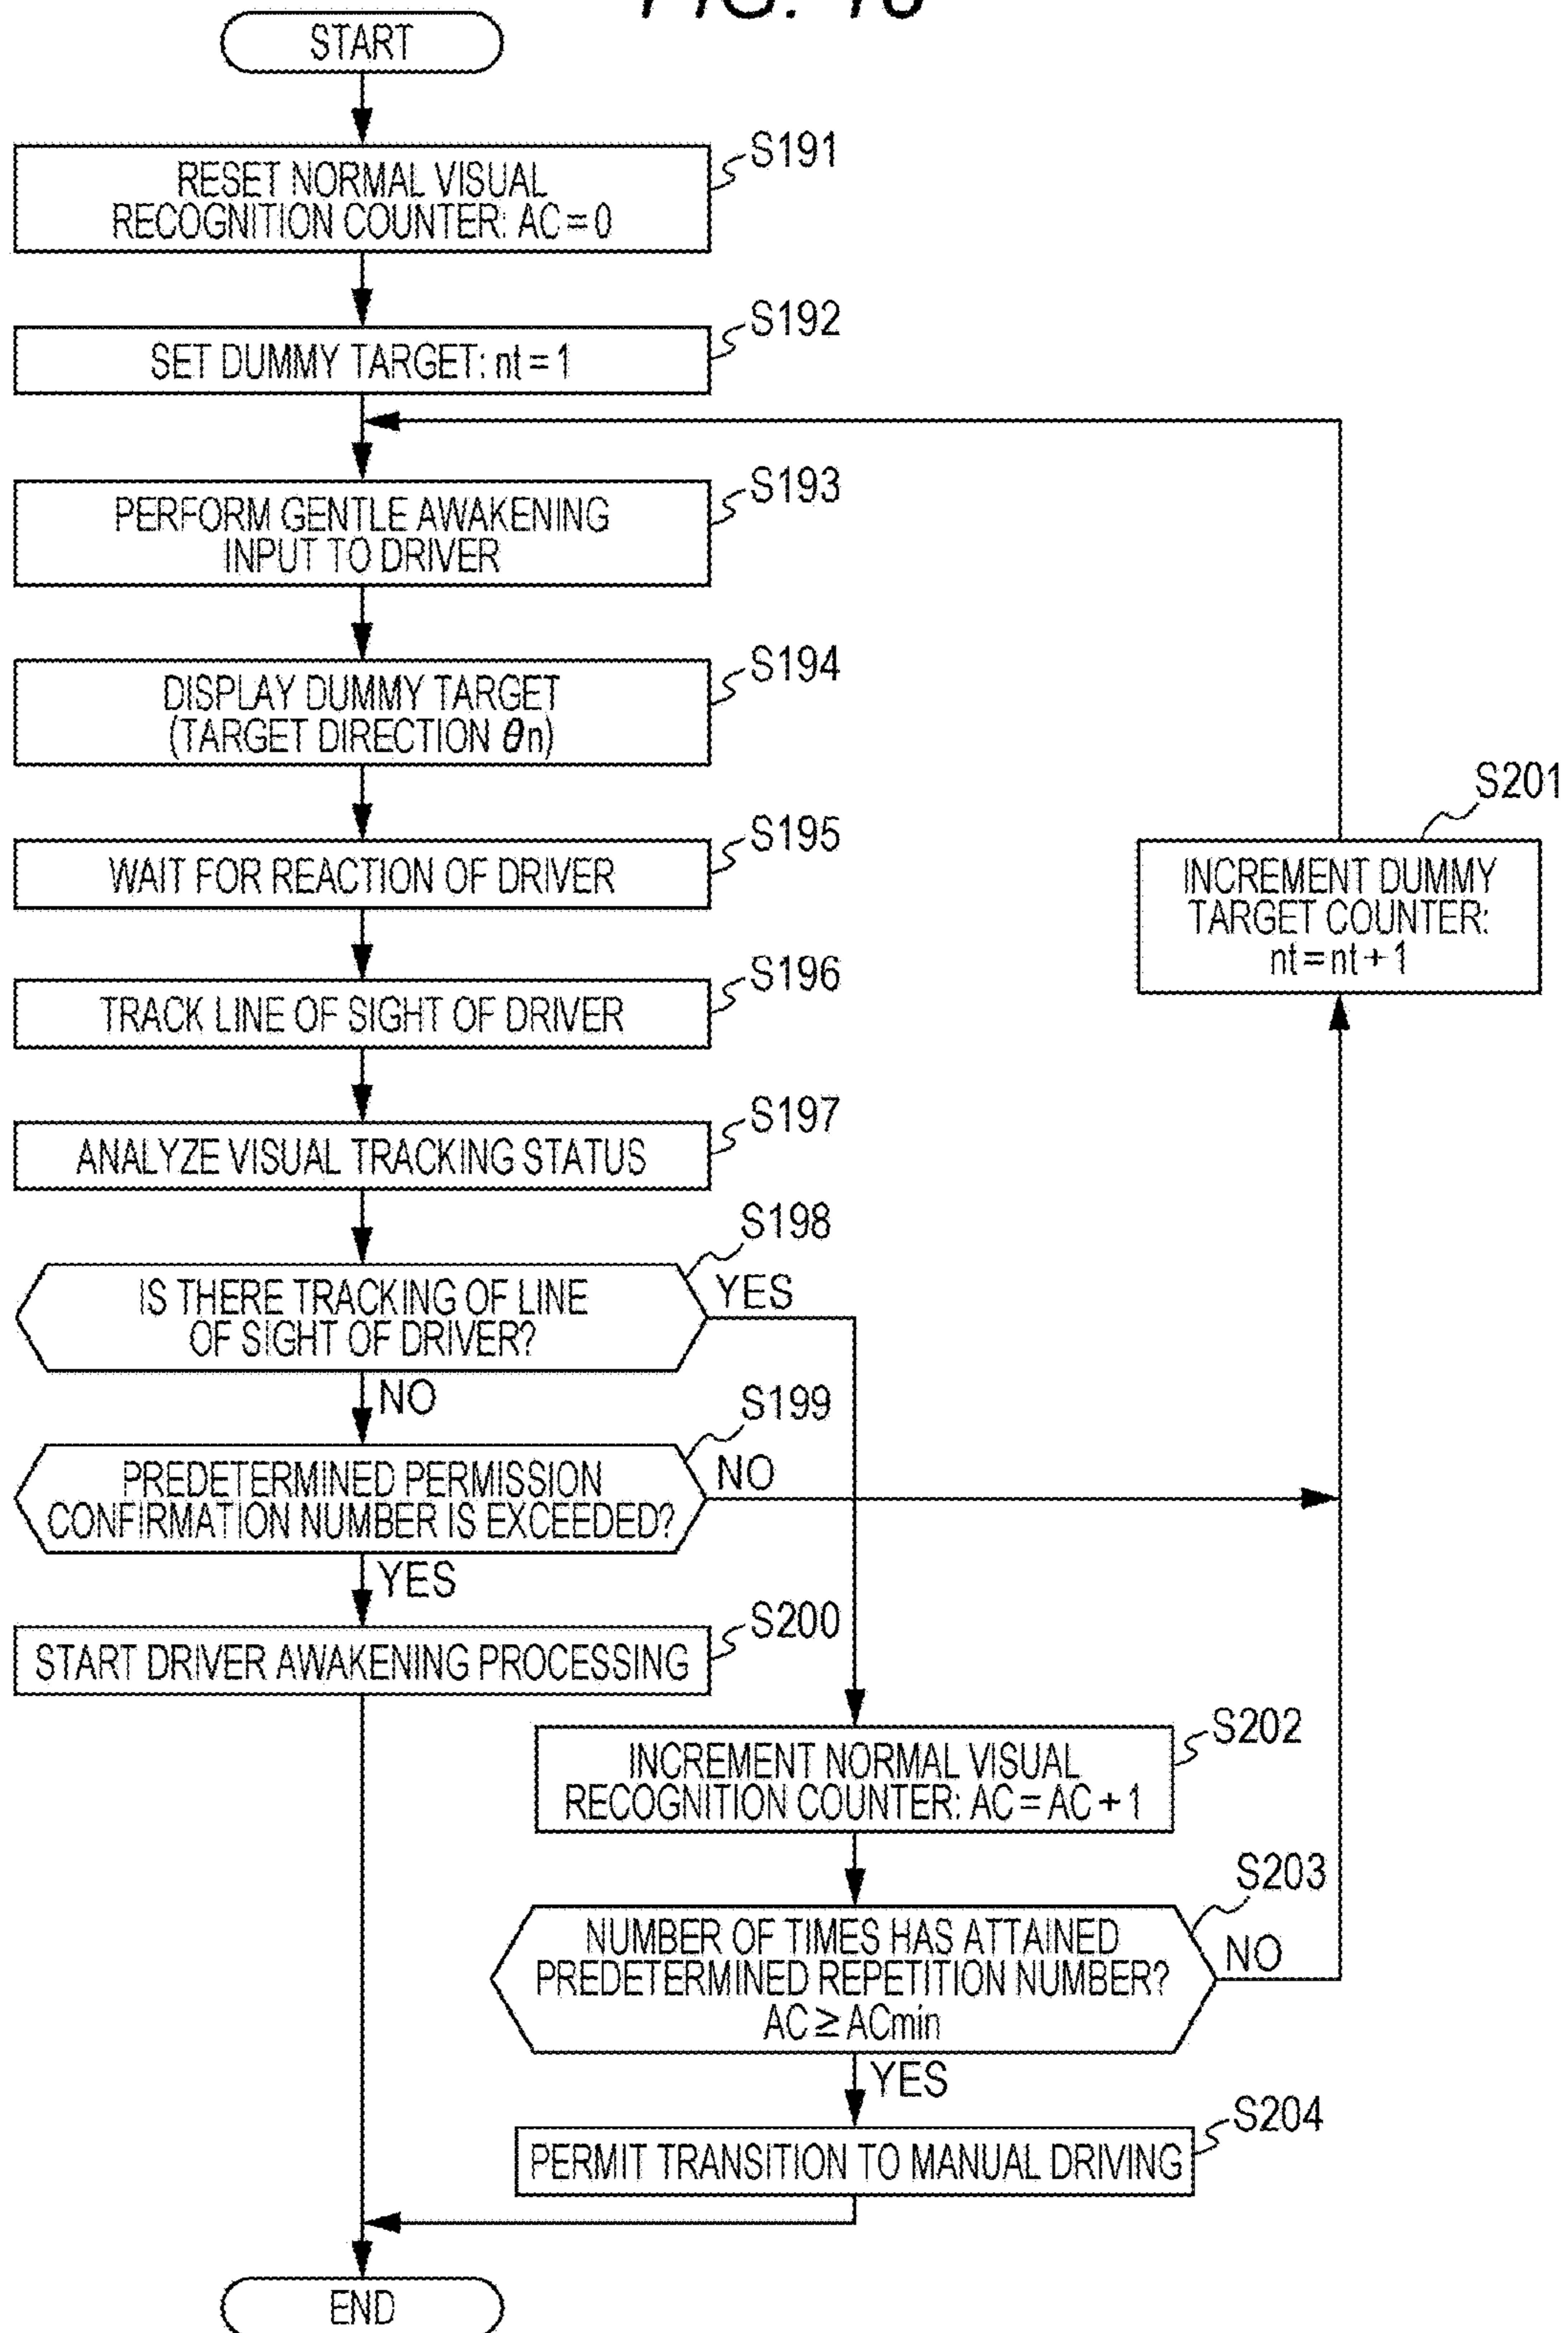 START
S191
RESET NORMAL VISUAL
RECOGNITION COUNTER: AC = 0
S192
SET DUMMY TARGET: nt = 1
S193
PERFORM GENTLE AWAKENING
INPUT TO DRIVER
S194
DISPLAY DUMMY TARGET
(TARGET DIRECTION θn)
S195
WAIT FOR REACTION OF DRIVER
S201
INCREMENT DUMMY
TARGET COUNTER:
nt = nt + 1
S196
TRACK LINE OF SIGHT OF DRIVER
S197
ANALYZE VISUAL TRACKING STATUS
S198
IS THERE TRACKING OF LINE
OF SIGHT OF DRIVER?
YES
NO
S199
PREDETERMINED PERMISSION
CONFIRMATION NUMBER IS EXCEEDED?
NO
YES
S200
START DRIVER AWAKENING PROCESSING
S202
INCREMENT NORMAL VISUAL
RECOGNITION COUNTER: AC = AC + 1
S203
NUMBER OF TIMES HAS ATTAINED
PREDETERMINED REPETITION NUMBER?
AC ≥ ACmin
NO
YES
S204
PERMIT TRANSITION TO MANUAL DRIVING
END